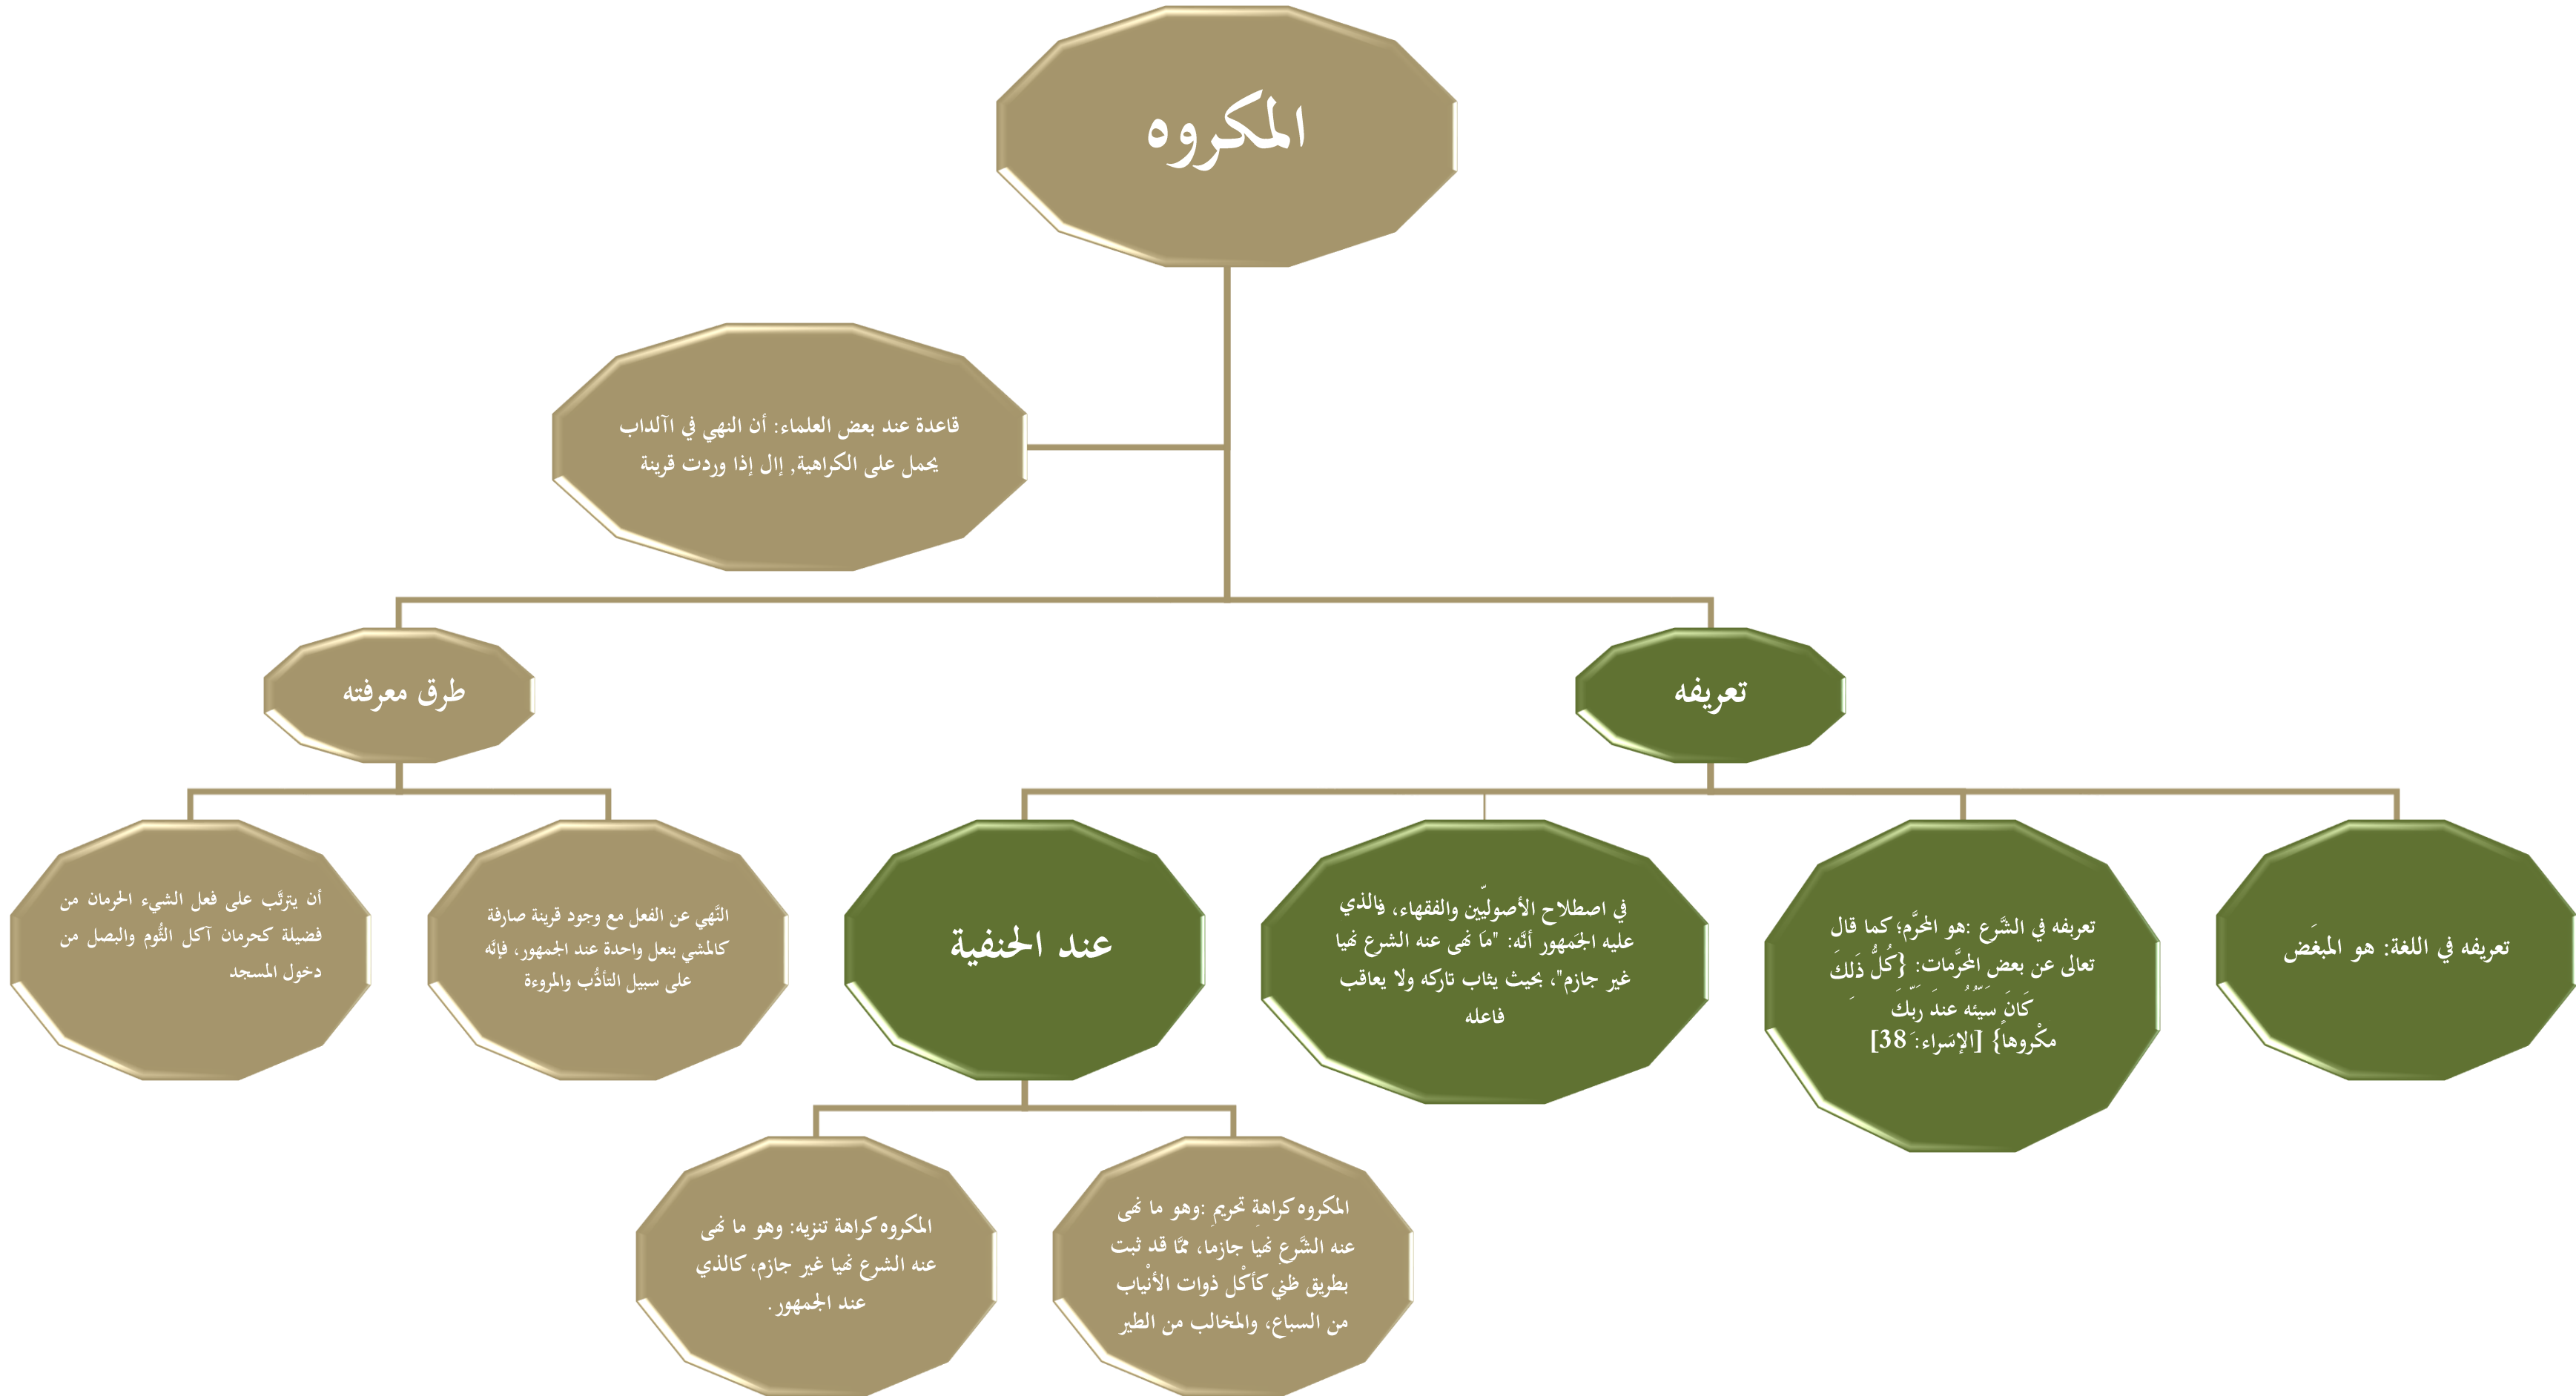 المكروه
قاعدة عند بعض العلماء: أن النهي في اآلداب
يحمل على الكراهية, إال إذا وردت قرينة
تعريفه
طرق معرفته
تعريفه في اللغة: هو المبغَض
تعريفه في الشَّرع :هو المحرَّم؛ كما قال
تعالى عن بعض المحرَّمات: {كُلُّ ذَلِكَ
كَانَ سَيِّئُهُ عِندَ رَبِّكَ
مكْروها} [الإسَراء: 38]
في اصطلاح الأصوليّين والفقهاء، فالذي
عليه الجَمهور أنَّه: "مَا نهى عنه الشرع نهيا
غير جازم"، بحيث يثاب تاركه ولا يعاقب
فاعله
عند الحنفية
المكروه كراهة تحريم :وهو ما نهى
عنه الشَّرع نهيا جازما، ممَّا قد ثبت
بطريق ظني كأكْل ذوات الأنْياب
من السباع، والمخالب من الطير
المكروه كراهة تنزيه: وهو ما نهى
عنه الشرع نهيا غير جازم، كالذي
عند الجمهور.
النَّهي عن الفعل مع وجود قرينة صارفة
كالمشي بنعل واحدة عند الجمهور، فإنَّه
على سبيل التأدُّب والمروءة
أن يترتَّب على فعل الشيء الحرمان من
فضيلة كحرمان آكل الثُّوم والبصل من
دخول المسجد